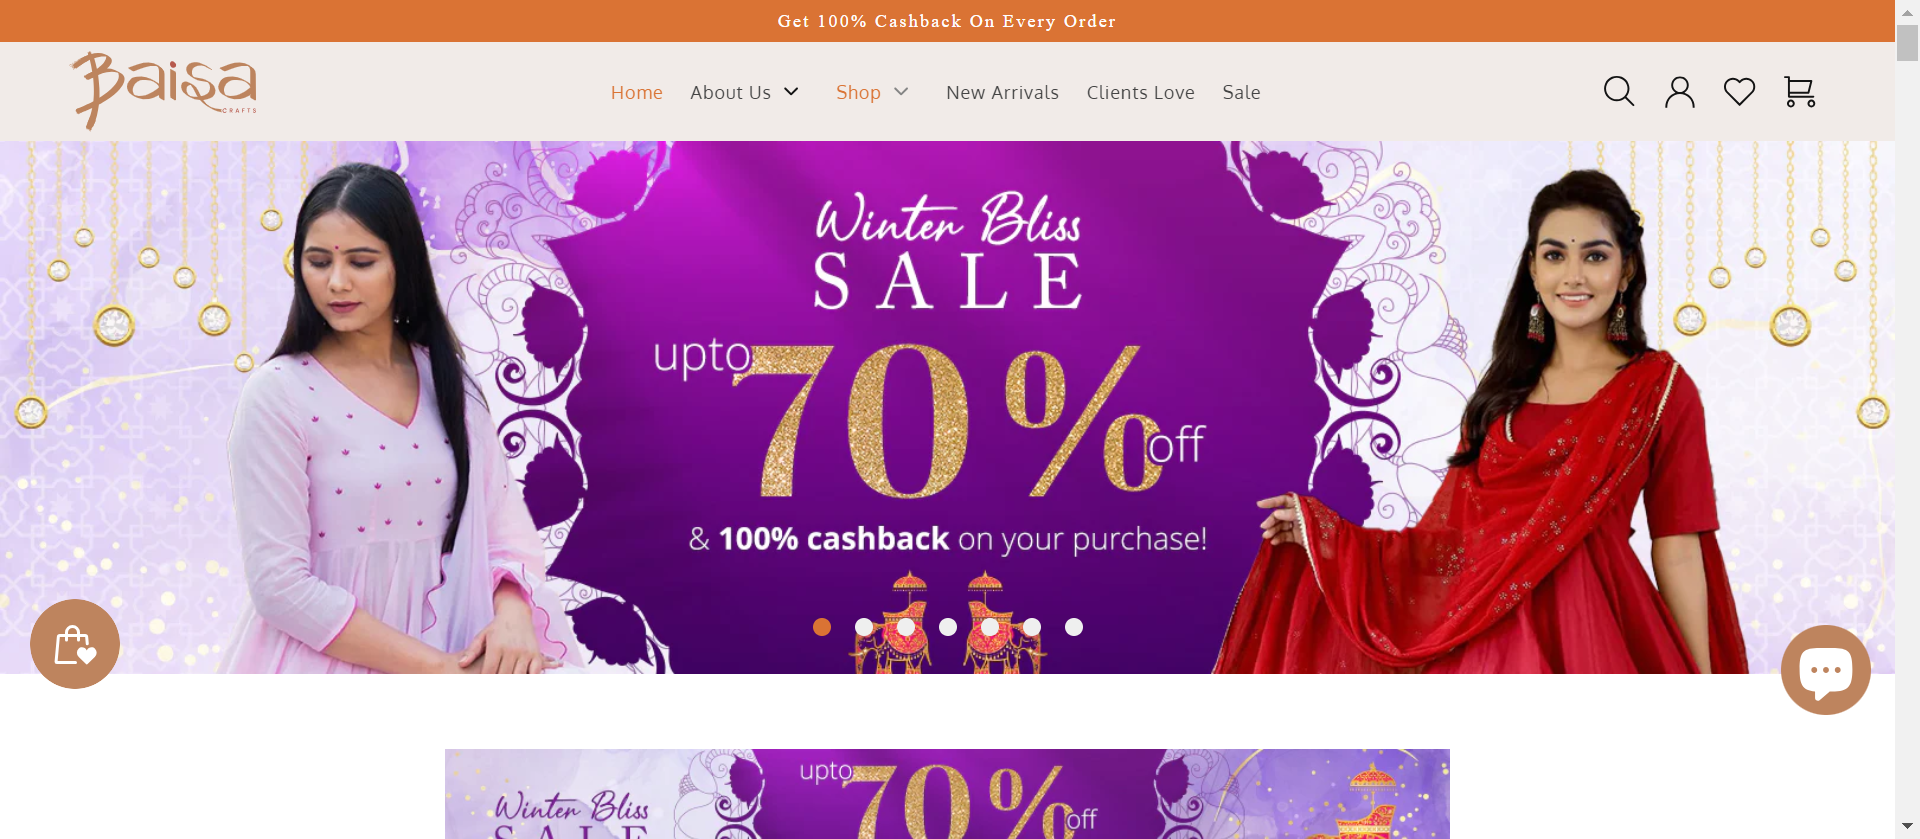 Get 100% Cashback On Every Order
Baisa
CRAFTS
Home About Us Shop New Arrivals Clients Love Sale
Winter Bliss
SALE
upto 70% off
& 100% cashback on your purchase!
upto 70% off
Winter Bliss
SALE